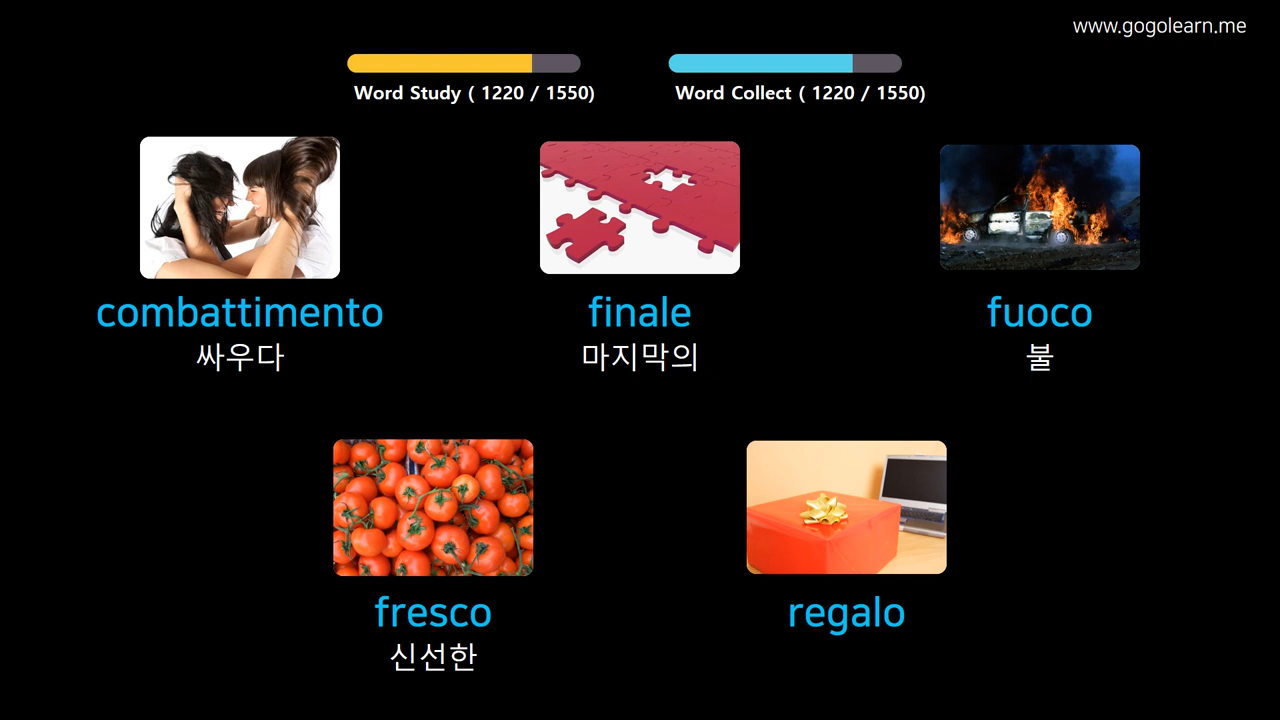 www.gogolearn.me
Word Study ( 1220 / 1550)
Word Collect ( 1220 / 1550)
combattimento
싸우다
finale
마지막의
fuoco
불
fresco
신선한
regalo